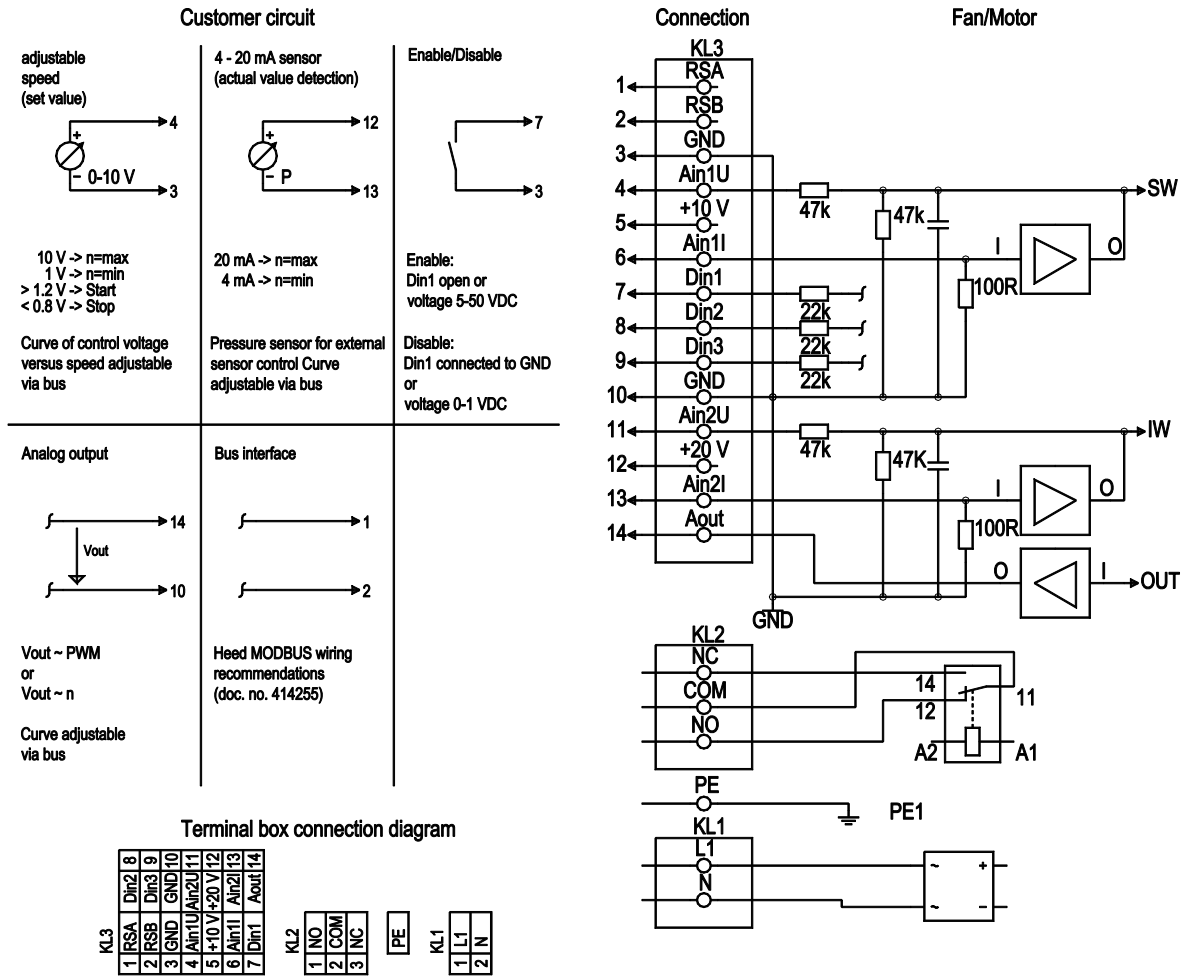 Customer circuit
Connection
Fan/Motor
adjustable
speed
(set value)
+
4
0-10 V
−
3
10 V -> n=max
1 V -> n=min
> 1.2 V -> Start
< 0.8 V -> Stop
Curve of control voltage
versus speed adjustable
via bus
4 - 20 mA sensor
(actual value detection)
+
12
− P
13
20 mA -> n=max
4 mA -> n=min
Pressure sensor for external
sensor control Curve
adjustable via bus
Enable/Disable
7
3
Enable:
Din1 open or
voltage 5-50 VDC
Disable:
Din1 connected to GND
or
voltage 0-1 VDC
Analog output
14
Vout
10
Vout ~ PWM
or
Vout ~ n
Curve adjustable
via bus
Bus interface
1
2
Heed MODBUS wiring
recommendations
(doc. no. 414255)
KL3
1 RSA
2 RSB
3 GND
4 Ain1U 47k SW
5 +10 V 47k
6 Ain1I I O
100R
7 Din1 22k
8 Din2 22k
9 Din3 22k
10 GND
11 Ain2U 47k IW
12 +20 V 47K
13 Ain2I I O
100R
14 Aout
O I OUT
GND
KL2
NC
COM
NO
14
12
11
A2
A1
PE
PE1
KL1
L1
N
~ +
~ −
Terminal box connection diagram
KL3
1 RSA Din2 8
2 RSB Din3 9
3 GND GND 10
4 Ain1U Ain2U 11
5 +10 V +20 V 12
6 Ain1I Ain2I 13
7 Din1 Aout 14
KL2
1 NO
2 COM
3 NC
PE
KL1
1 L1
2 N